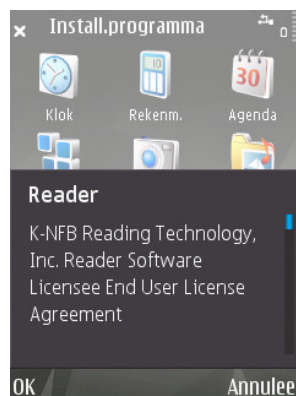 Install.programma
10
30
Klok
Rekenm.
Agenda
Reader
K-NFB Reading Technology,
Inc. Reader Software
Licensee End User License
Agreement
OK
Annulee